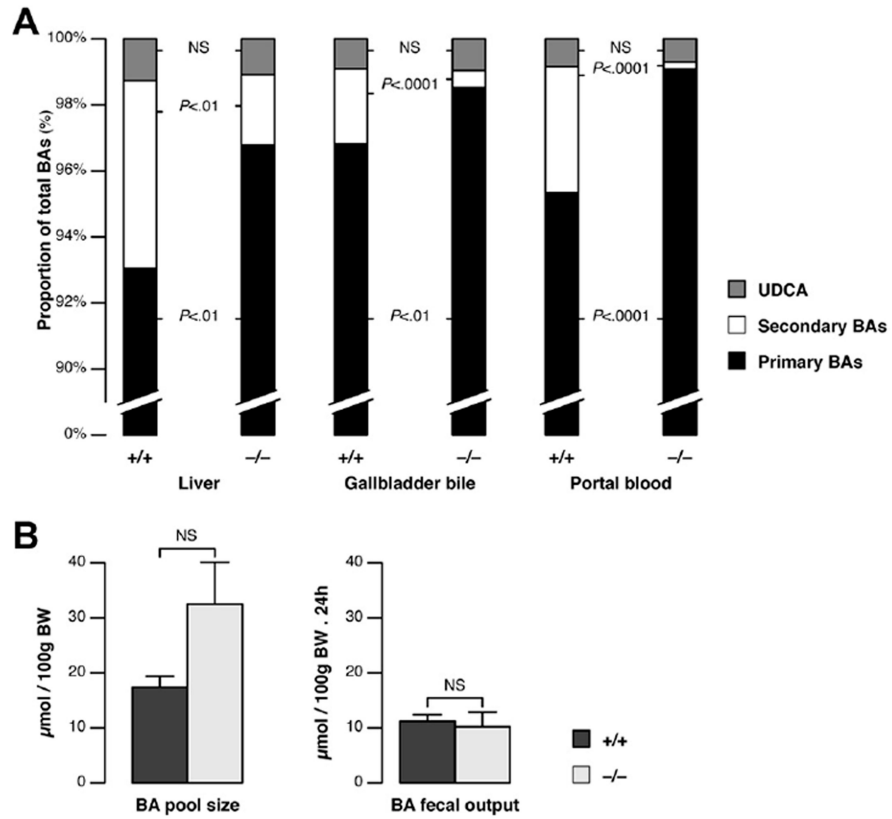 A
Proportion of total BAs (%)
100%
98%
96%
94%
92%
90%
0%
NS
P<.01
P<.01
NS
P<.0001
P<.01
NS
P<.0001
P<.0001
+/+
–/–
+/+
–/–
+/+
–/–
Liver
Gallbladder bile
Portal blood
UDCA
Secondary BAs
Primary BAs
B
µmol / 100g BW
40
30
20
10
0
NS
BA pool size
µmol / 100g BW . 24h
40
30
20
10
0
NS
BA fecal output
+/+
–/–